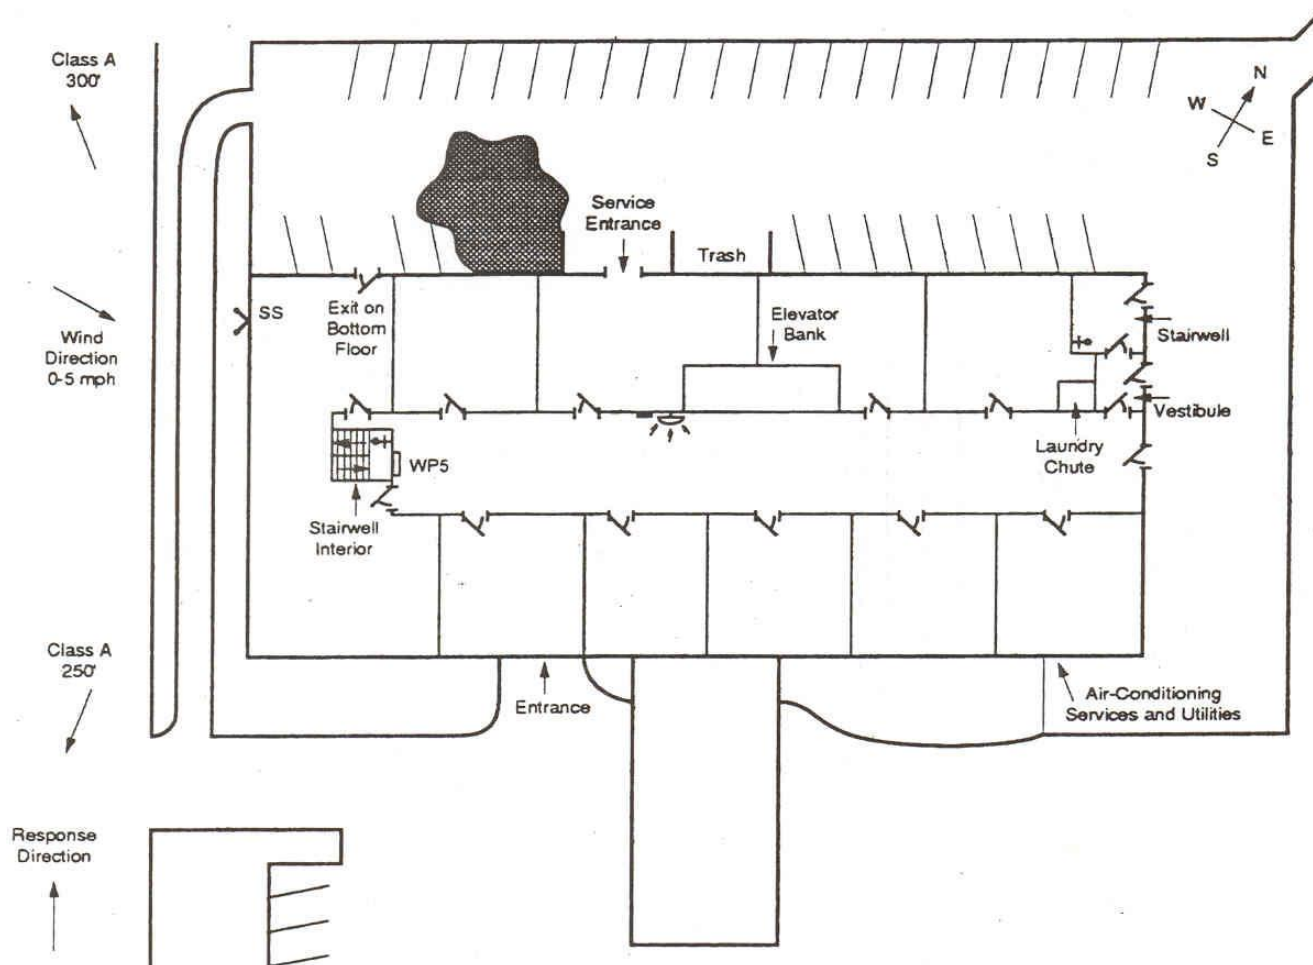 Class A
300'
N
W
E
S
Service
Entrance
Trash
SS
Exit on
Bottom
Floor
Elevator
Bank
Wind
Direction
0-5 mph
Stairwell
Vestibule
WP5
Laundry
Chute
Stairwell
Interior
Class A
250'
Entrance
Air-Conditioning
Services and Utilities
Response
Direction